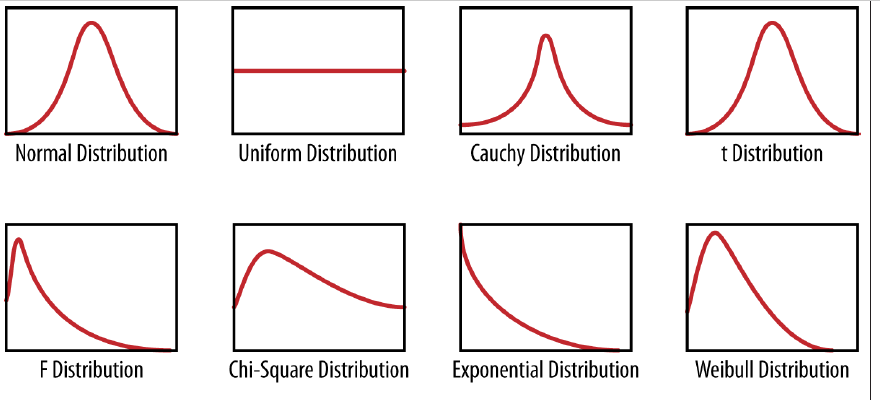 Normal Distribution
Uniform Distribution
Cauchy Distribution
t Distribution
F Distribution
Chi-Square Distribution
Exponential Distribution
Weibull Distribution